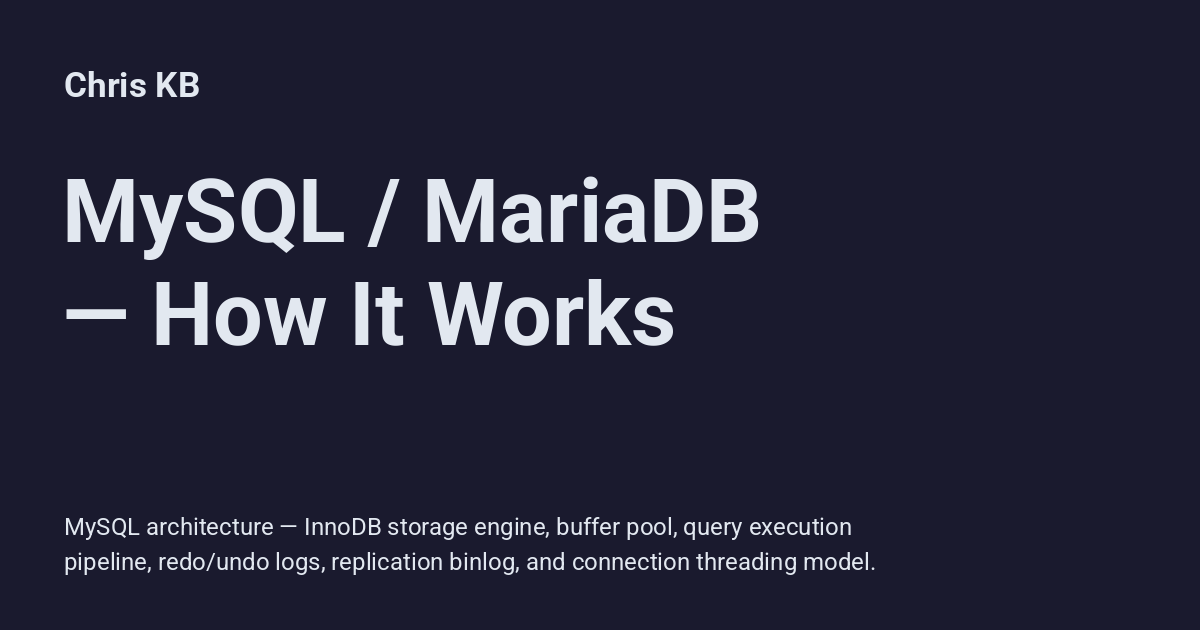 Chris KB
MySQL / MariaDB
— How It Works
MySQL architecture — InnoDB storage engine, buffer pool, query execution
pipeline, redo/undo logs, replication binlog, and connection threading model.